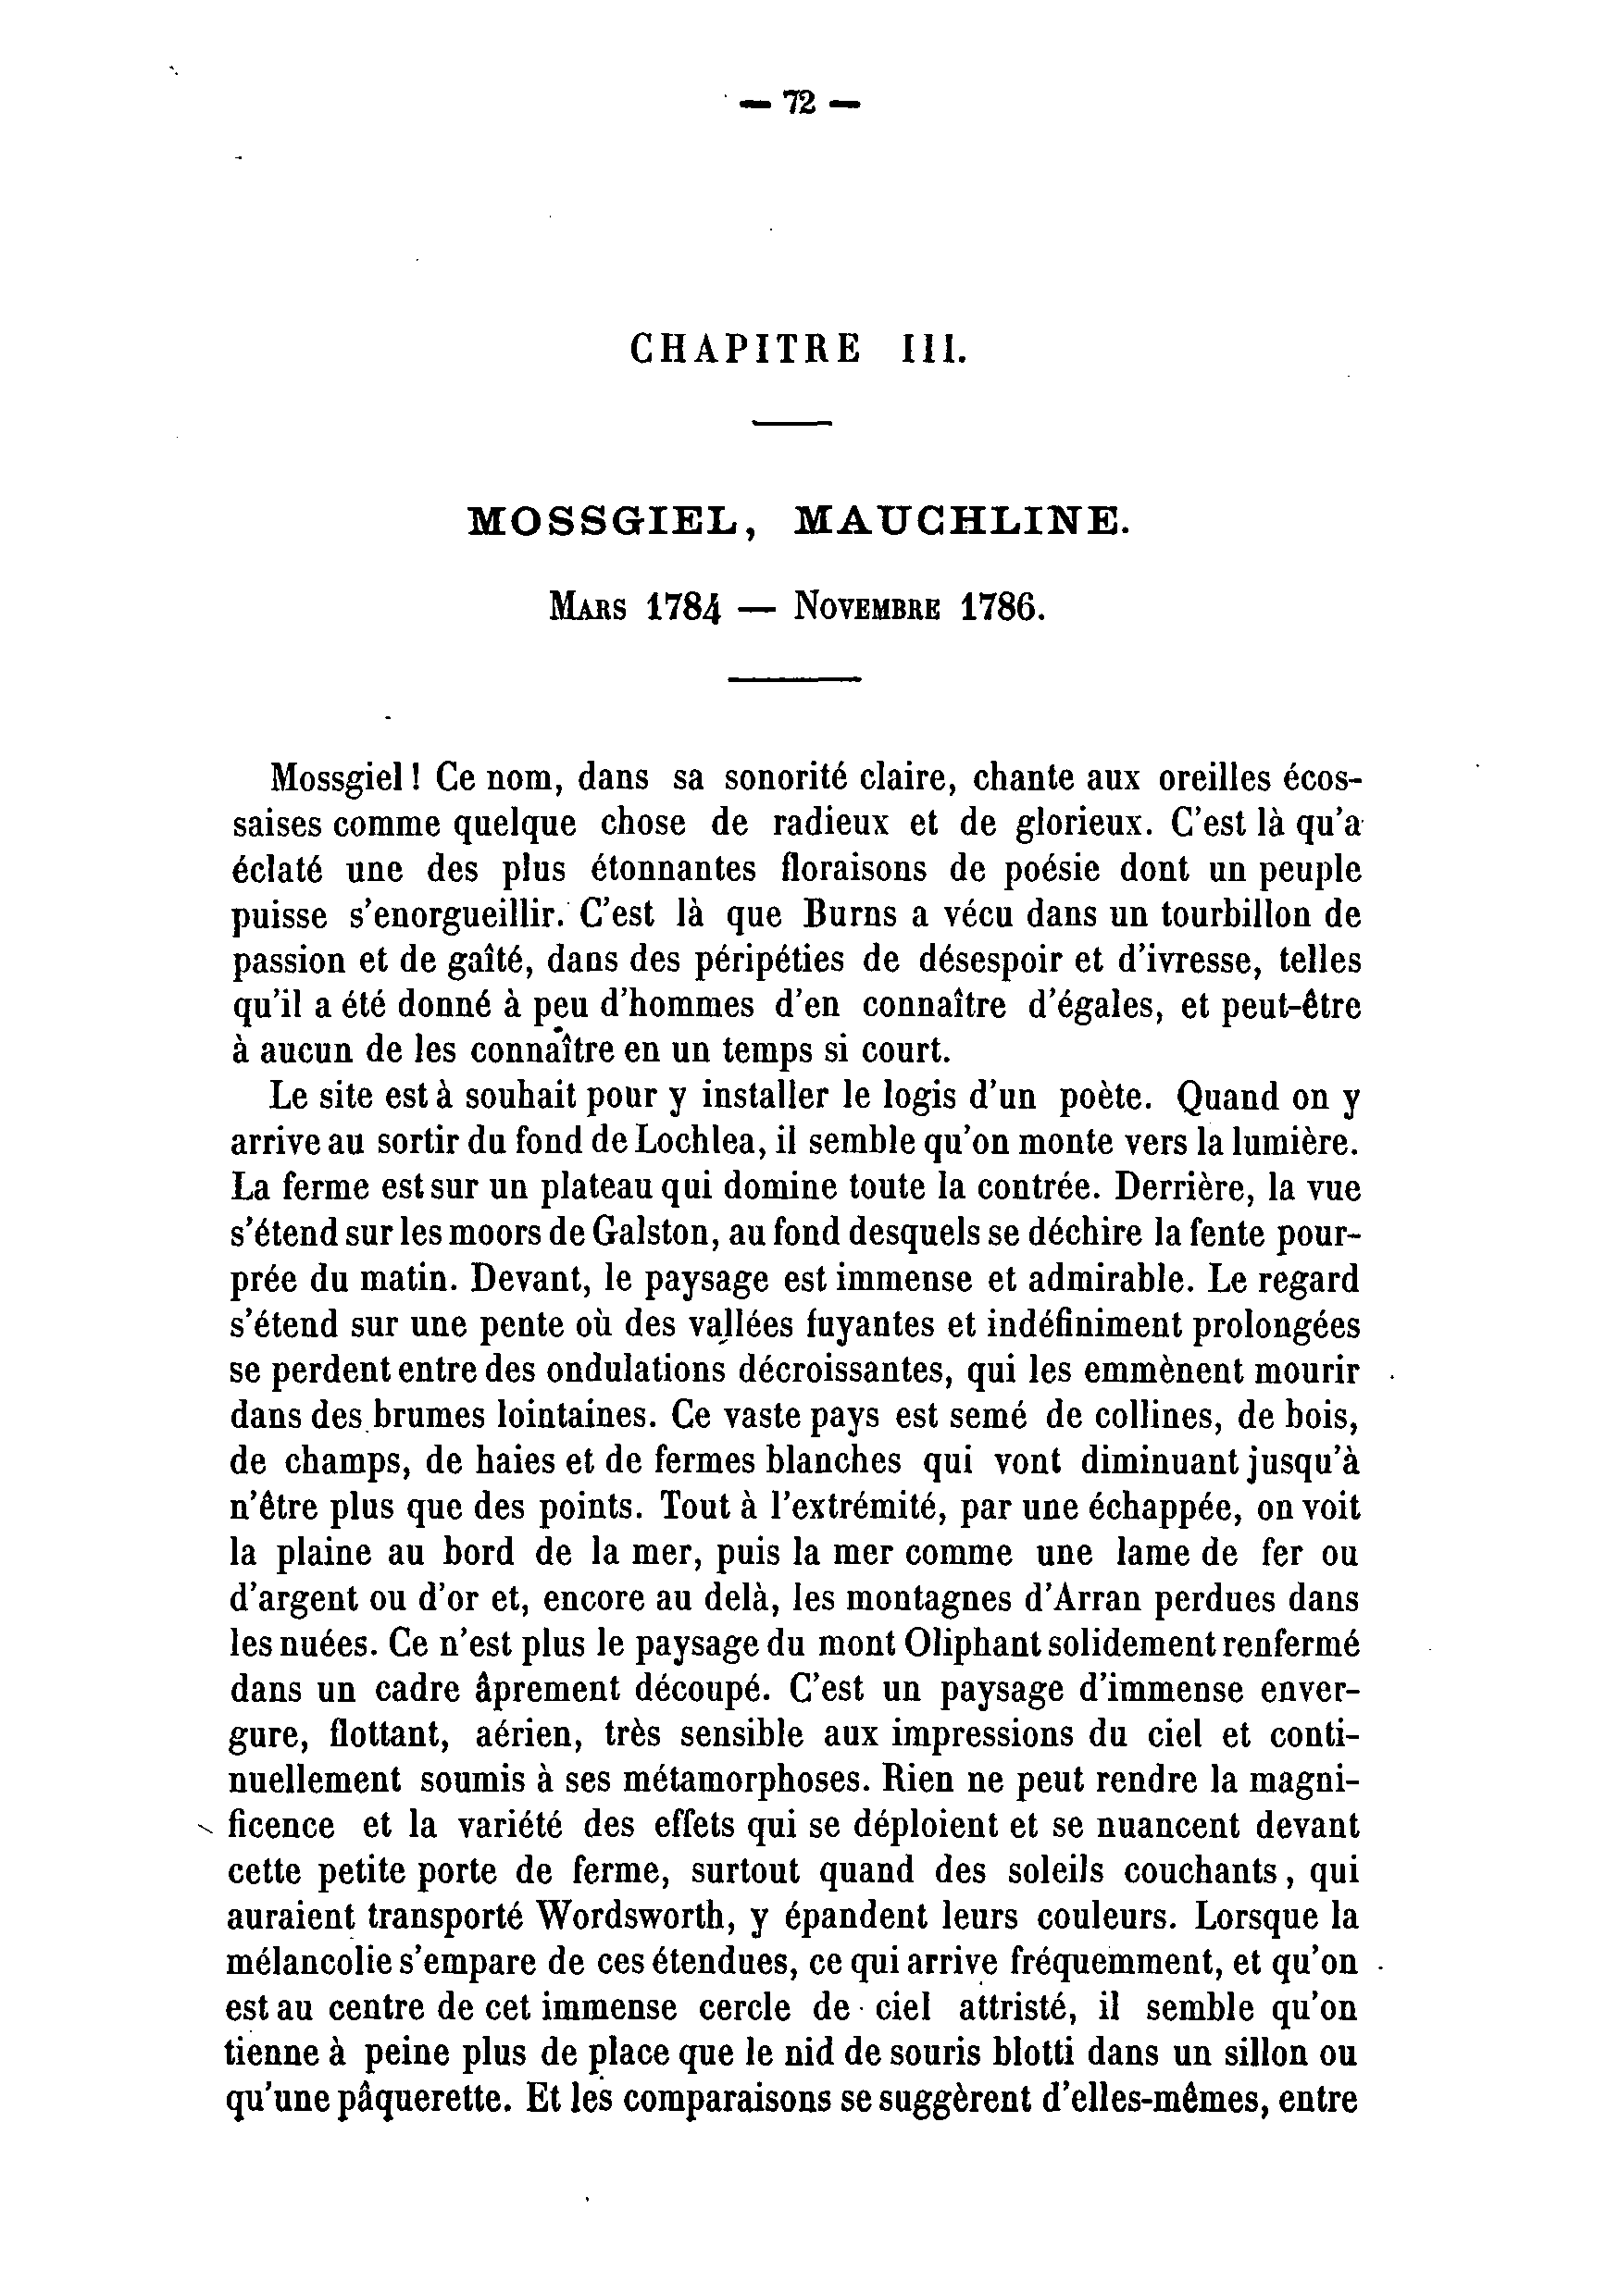 — 72 —
CHAPITRE III.
MOSSGIEL, MAUCHLINE.
MARS 1784 — NOVEMBRE 1786.
Mossgiel ! Ce nom, dans sa sonorité claire, chante aux oreilles écos-
saises comme quelque chose de radieux et de glorieux. C'est là qu'a
éclaté une des plus étonnantes floraisons de poésie dont un peuple
puisse s'enorgueillir. C'est là que Burns a vécu dans un tourbillon de
passion et de gaîté, dans des péripéties de désespoir et d'ivresse, telles
qu'il a été donné à peu d'hommes d'en connaître d'égales, et peut-être
à aucun de les connaître en un temps si court.
Le site est à souhait pour y installer le logis d'un poète. Quand on y
arrive au sortir du fond de Lochlea, il semble qu'on monte vers la lumière.
La ferme est sur un plateau qui domine toute la contrée. Derrière, la vue
s'étend sur les moors de Galston, au fond desquels se déchire la fente pour-
prée du matin. Devant, le paysage est immense et admirable. Le regard
s'étend sur une pente où des vallées fuyantes et indéfiniment prolongées
se perdent entre des ondulations décroissantes, qui les emmènent mourir
dans des brumes lointaines. Ce vaste pays est semé de collines, de bois,
de champs, de haies et de fermes blanches qui vont diminuant jusqu'à
n'être plus que des points. Tout à l'extrémité, par une échappée, on voit
la plaine au bord de la mer, puis la mer comme une lame de fer ou
d'argent ou d'or et, encore au delà, les montagnes d'Arran perdues dans
les nuées. Ce n'est plus le paysage du mont Oliphant solidement renfermé
dans un cadre âprement découpé. C'est un paysage d'immense enver-
gure, flottant, aérien, très sensible aux impressions du ciel et conti-
nuellement soumis à ses métamorphoses. Rien ne peut rendre la magni-
ficence et la variété des effets qui se déploient et se nuancent devant
cette petite porte de ferme, surtout quand des soleils couchants, qui
auraient transporté Wordsworth, y épandent leurs couleurs. Lorsque la
mélancolie s'empare de ces étendues, ce qui arrive fréquemment, et qu'on
est au centre de cet immense cercle de ciel attristé, il semble qu'on
tienne à peine plus de place que le nid de souris blotti dans un sillon ou
qu'une pâquerette. Et les comparaisons se suggèrent d'elles-mêmes, entre